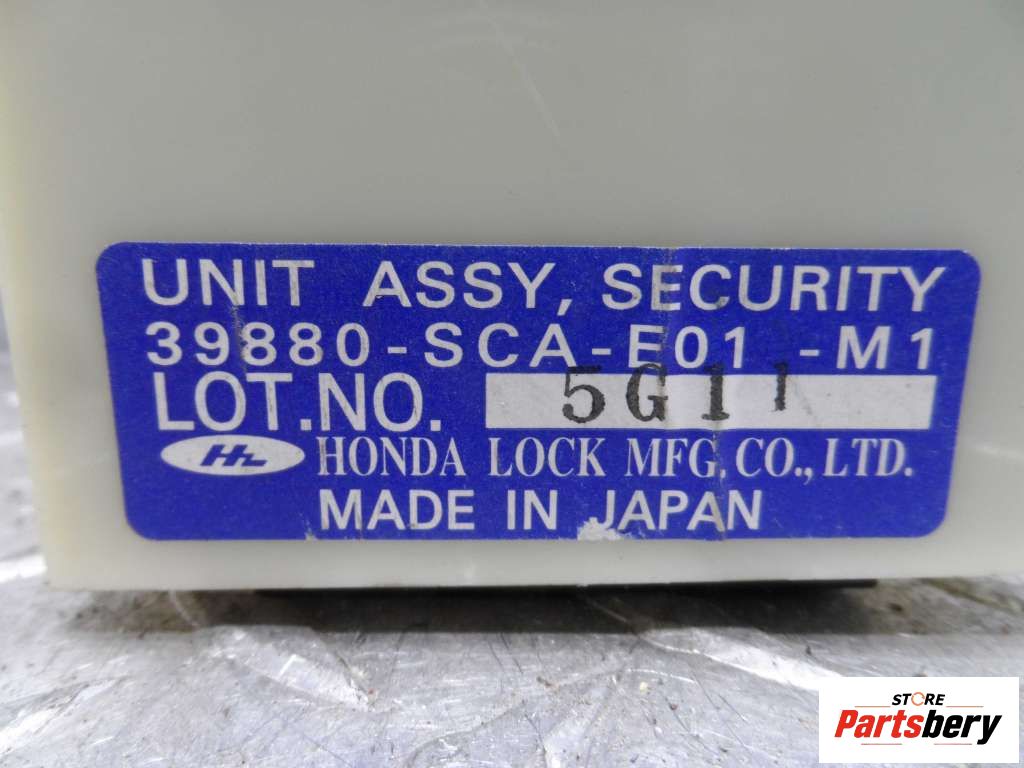 UNIT ASSY, SECURITY
39880-SCA-E01 -M1
LOT.NO. 5G11
HL HONDA LOCK MFG. CO., LTD.
MADE IN JAPAN
STORE
Partsbery